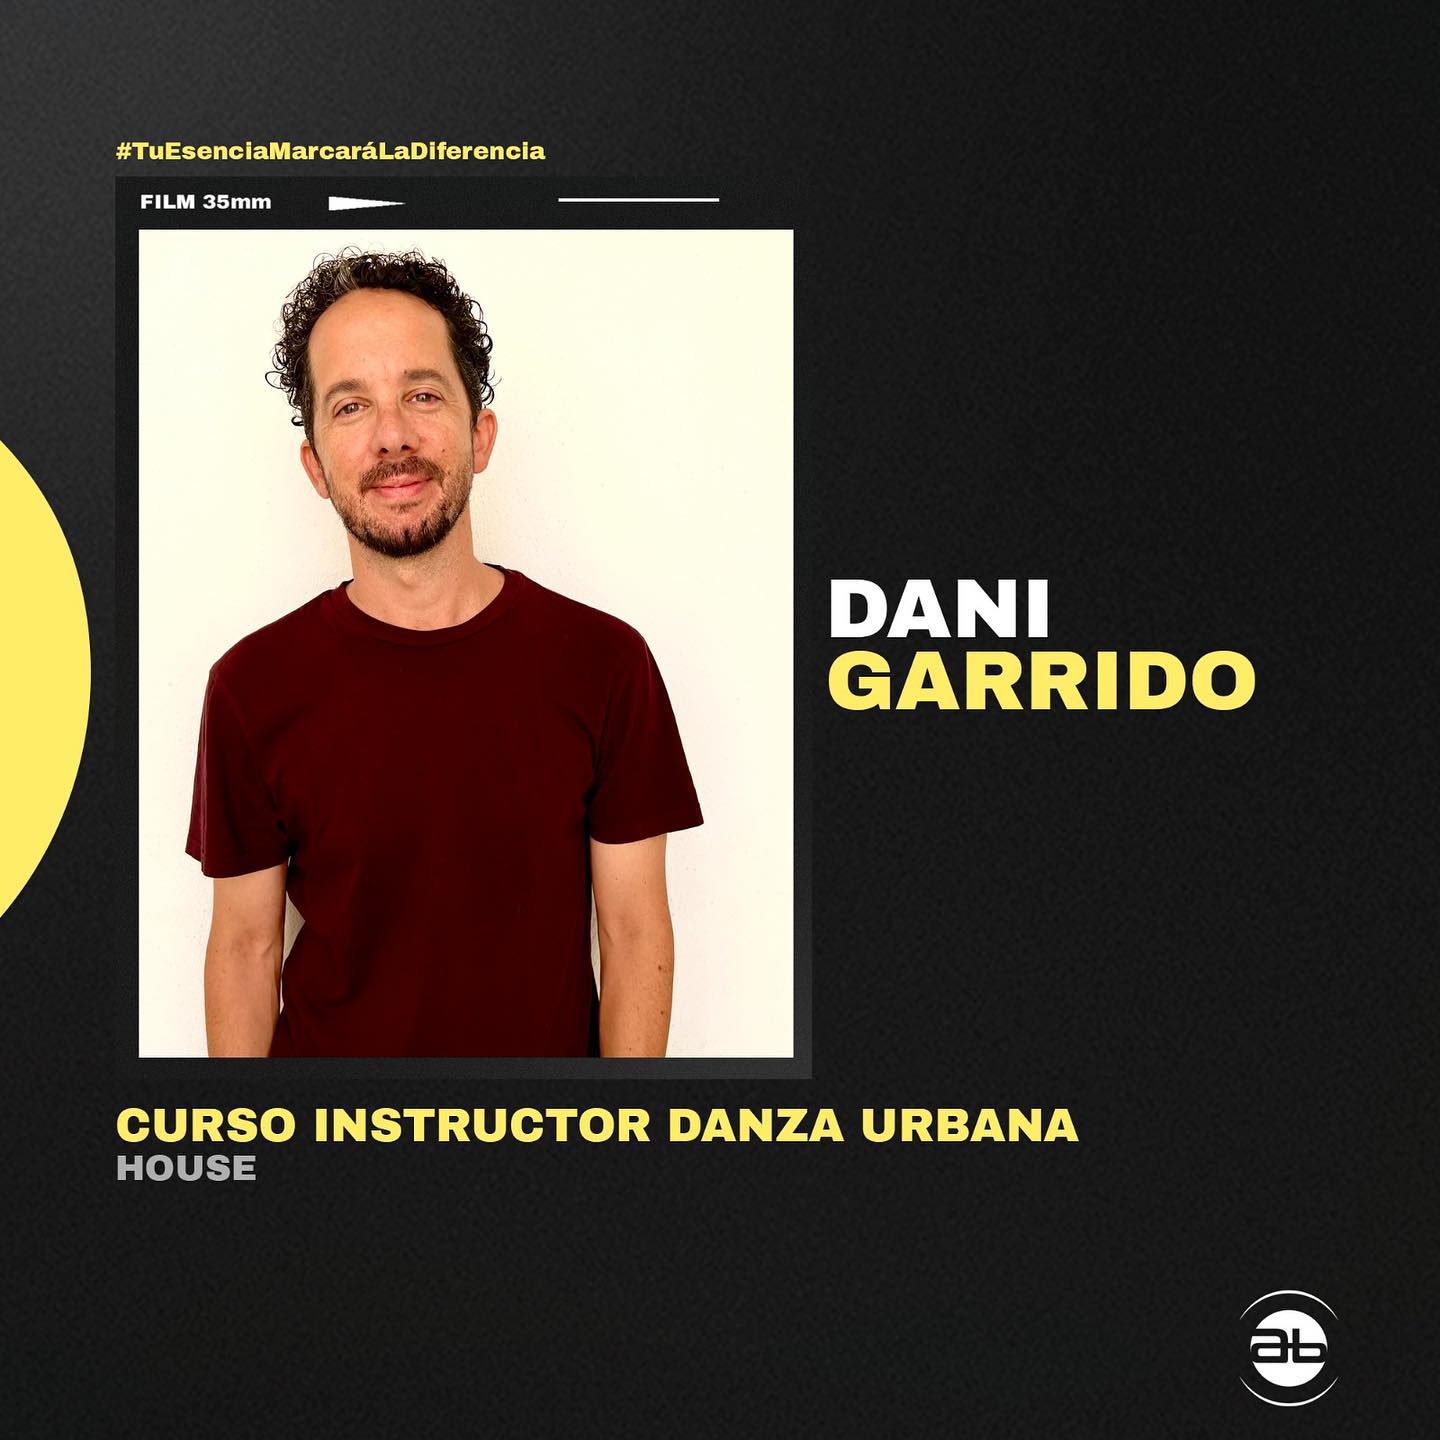 #TuEsenciaMarcaráLaDiferencia
FILM 35mm
DANI
GARRIDO
CURSO INSTRUCTOR DANZA URBANA
HOUSE
ab